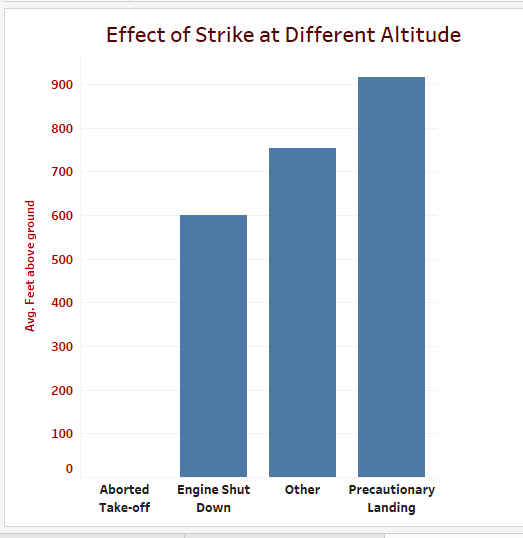 Effect of Strike at Different Altitude
Avg. Feet above ground
900
800
700
600
500
400
300
200
100
0
Aborted Take-off
Engine Shut Down
Other
Precautionary Landing